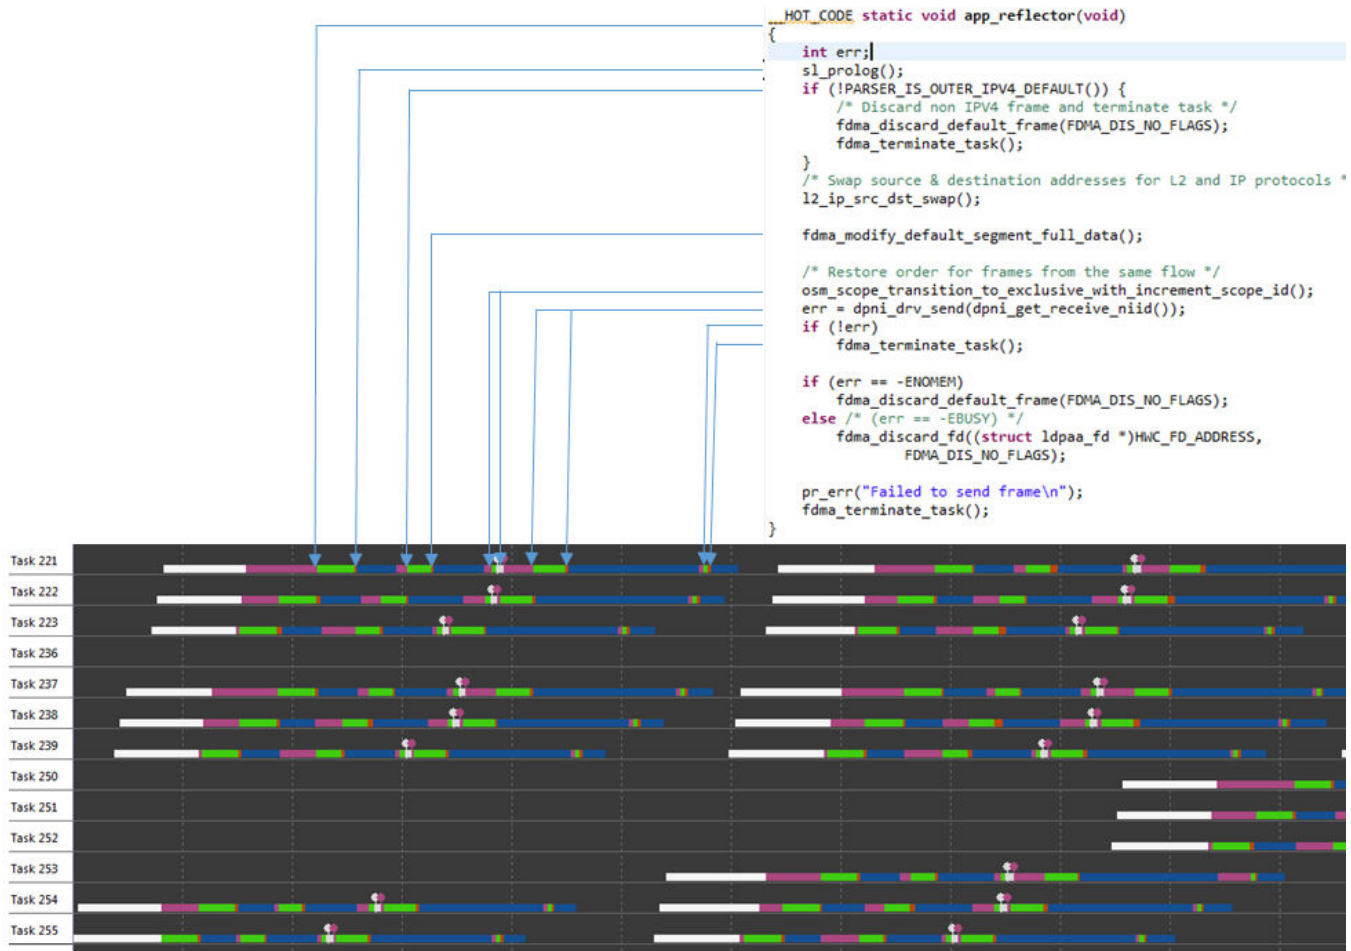 __HOT_CODE static void app_reflector(void)
{
int err;
sl_prolog();
if (!PARSER_IS_OUTER_IPV4_DEFAULT()) {
/* Discard non IPV4 frame and terminate task */
fdma_discard_default_frame(FDMA_DIS_NO_FLAGS);
fdma_terminate_task();
}
/* Swap source & destination addresses for L2 and IP protocols *
l2_ip_src_dst_swap();
fdma_modify_default_segment_full_data();
/* Restore order for frames from the same flow */
osm_scope_transition_to_exclusive_with_increment_scope_id();
err = dpni_drv_send(dpni_get_receive_niid());
if (!err)
fdma_terminate_task();
if (err == -ENOMEM)
fdma_discard_default_frame(FDMA_DIS_NO_FLAGS);
else /* (err == -EBUSY) */
fdma_discard_fd((struct ldpaa_fd *)HWC_FD_ADDRESS,
FDMA_DIS_NO_FLAGS);
pr_err("Failed to send frame\n");
fdma_terminate_task();
}
Task 221
Task 222
Task 223
Task 236
Task 237
Task 238
Task 239
Task 250
Task 251
Task 252
Task 253
Task 254
Task 255